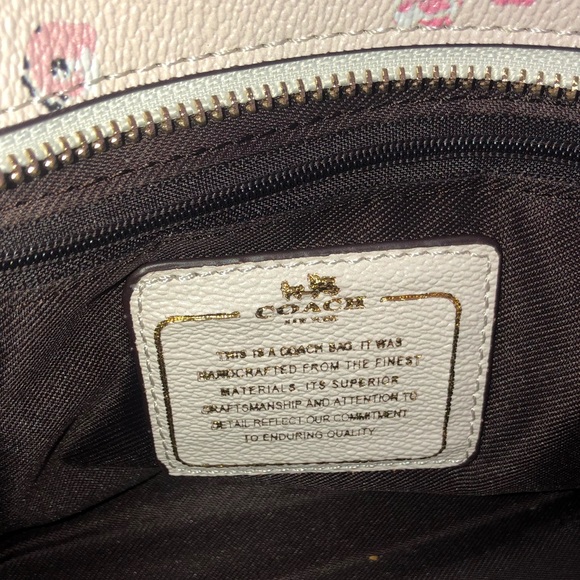 COACH
NEW YORK
THIS IS A COACH BAG. IT WAS
HANDCRAFTED FROM THE FINEST
MATERIALS. ITS SUPERIOR
CRAFTSMANSHIP AND ATTENTION TO
DETAIL REFLECT OUR COMMITMENT
TO ENDURING QUALITY.